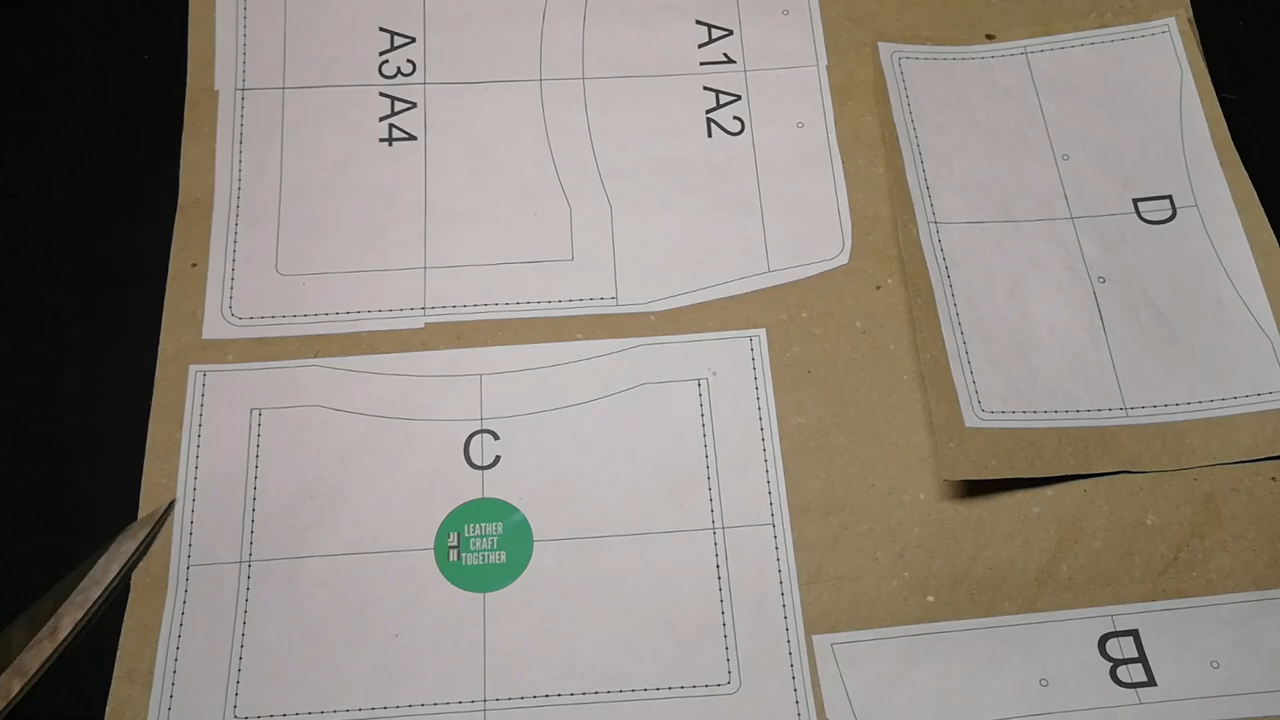 A3 A4
A1 A2
D
C
LEATHER
CRAFT
TOGETHER
B